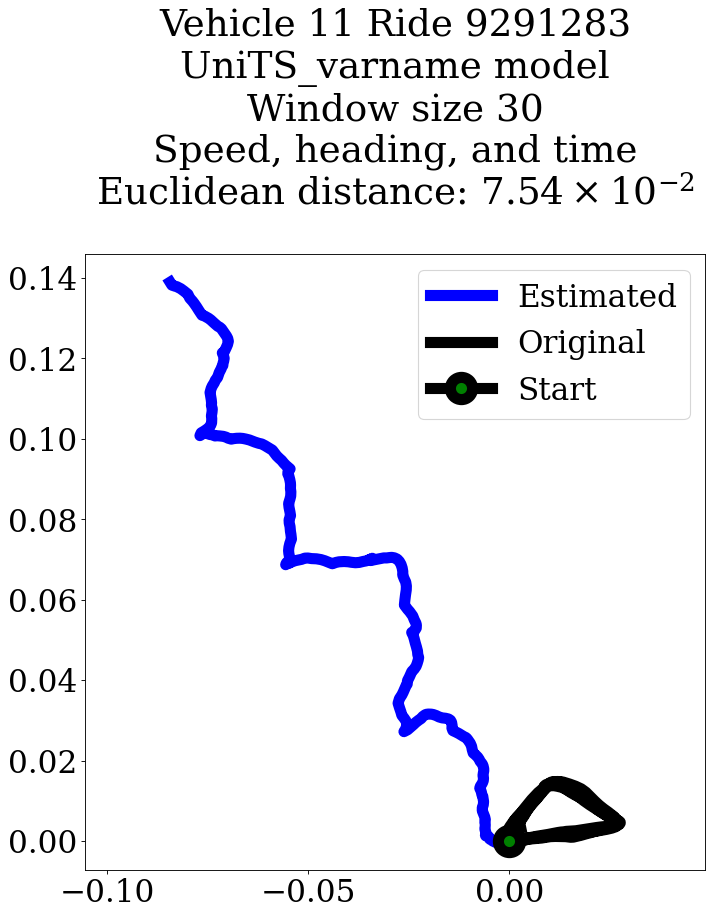 Vehicle 11 Ride 9291283
UniTS_varname model
Window size 30
Speed, heading, and time
Euclidean distance: $7.54 \times 10^{-2}$
0.14
0.12
0.10
0.08
0.06
0.04
0.02
0.00
−0.10
−0.05
0.00
Estimated
Original
Start